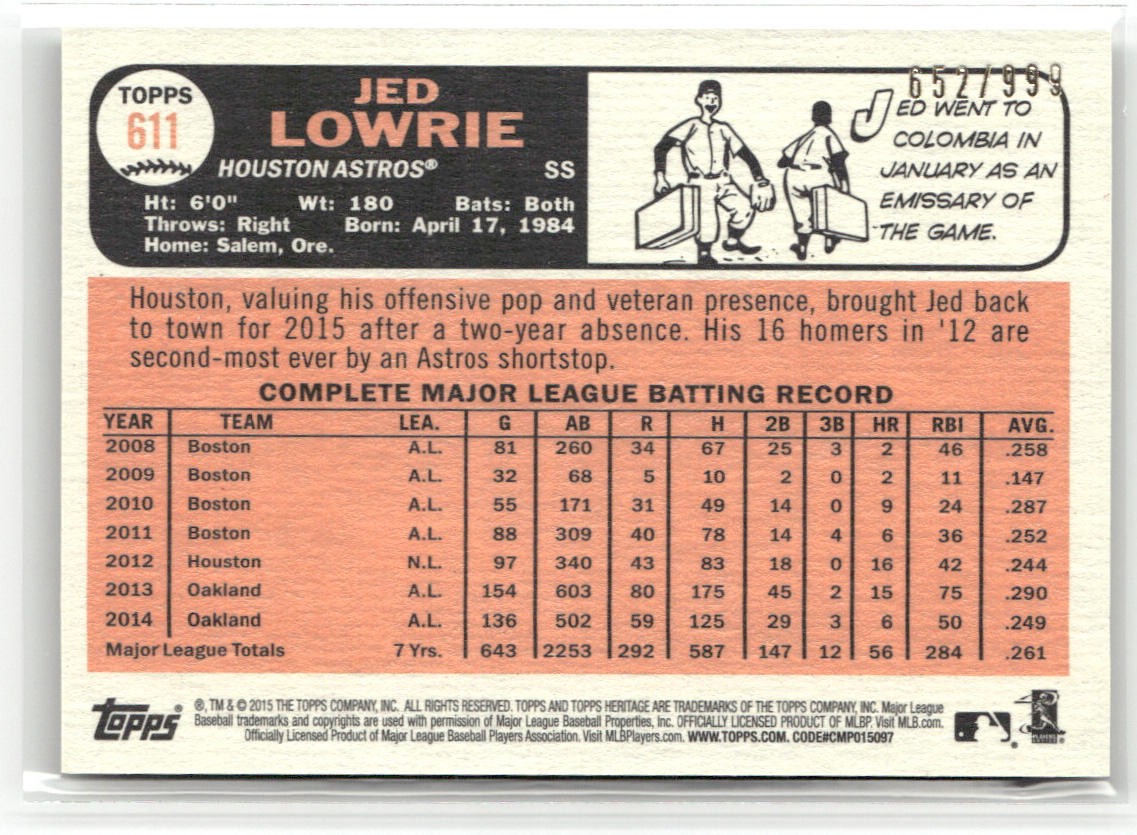 652/999
TOPPS
611
JED
LOWRIE
HOUSTON ASTROS® SS
Ht: 6'0" Wt: 180 Bats: Both
Throws: Right Born: April 17, 1984
Home: Salem, Ore.
JED WENT TO
COLOMBIA IN
JANUARY AS AN
EMISSARY OF
THE GAME.
Houston, valuing his offensive pop and veteran presence, brought Jed back
to town for 2015 after a two-year absence. His 16 homers in '12 are
second-most ever by an Astros shortstop.
COMPLETE MAJOR LEAGUE BATTING RECORD
YEAR TEAM LEA. G AB R H 2B 3B HR RBI AVG.
2008 Boston A.L. 81 260 34 67 25 3 2 46 .258
2009 Boston A.L. 32 68 5 10 2 0 2 11 .147
2010 Boston A.L. 55 171 31 49 14 0 9 24 .287
2011 Boston A.L. 88 309 40 78 14 4 6 36 .252
2012 Houston N.L. 97 340 43 83 18 0 16 42 .244
2013 Oakland A.L. 154 603 80 175 45 2 15 75 .290
2014 Oakland A.L. 136 502 59 125 29 3 6 50 .249
Major League Totals 7 Yrs. 643 2253 292 587 147 12 56 284 .261
Topps®
®, TM & © 2015 THE TOPPS COMPANY, INC. ALL RIGHTS RESERVED. TOPPS AND TOPPS HERITAGE ARE TRADEMARKS OF THE TOPPS COMPANY, INC. Major League
Baseball trademarks and copyrights are used with permission of Major League Baseball Properties, Inc. OFFICIALLY LICENSED PRODUCT OF MLBP. Visit MLB.com.
Officially Licensed Product of Major League Baseball Players Association. Visit MLBPlayers.com. WWW.TOPPS.COM. CODE#CMP015097